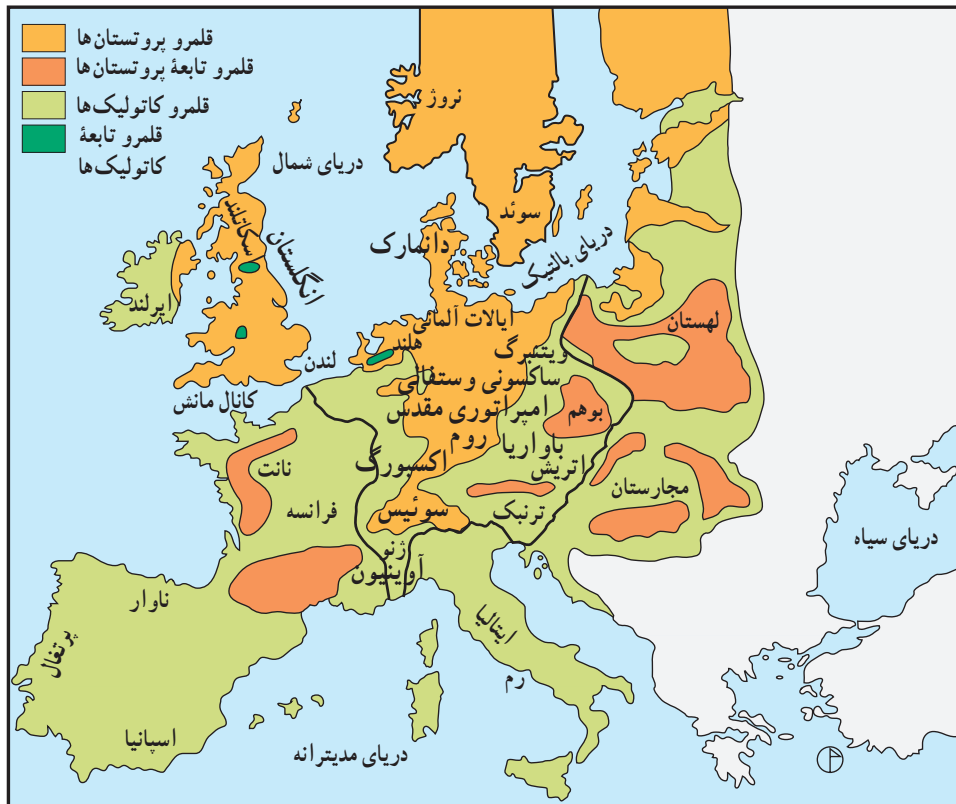 قلمرو پروتستان‌ها
قلمرو تابعهٔ پروتستان‌ها
قلمرو کاتولیک‌ها
قلمرو تابعهٔ
کاتولیک‌ها
نروژ
دریای شمال
سوئد
اسکاتلند
انگلستان
دانمارک
دریای بالتیک
ایرلند
ایالات آلمانی
لهستان
هلند
ویتنبرگ
لندن
ساکسونی وستفالی
کانال مانش
امپراتوری مقدس
بوهم
روم
باواریا
نانت
اکسبورگ
اتریش
مجارستان
فرانسه
سوئیس
ترنبک
دریای سیاه
ژنو
آوینیون
ناوار
ایتالیا
پرتغال
رم
اسپانیا
دریای مدیترانه